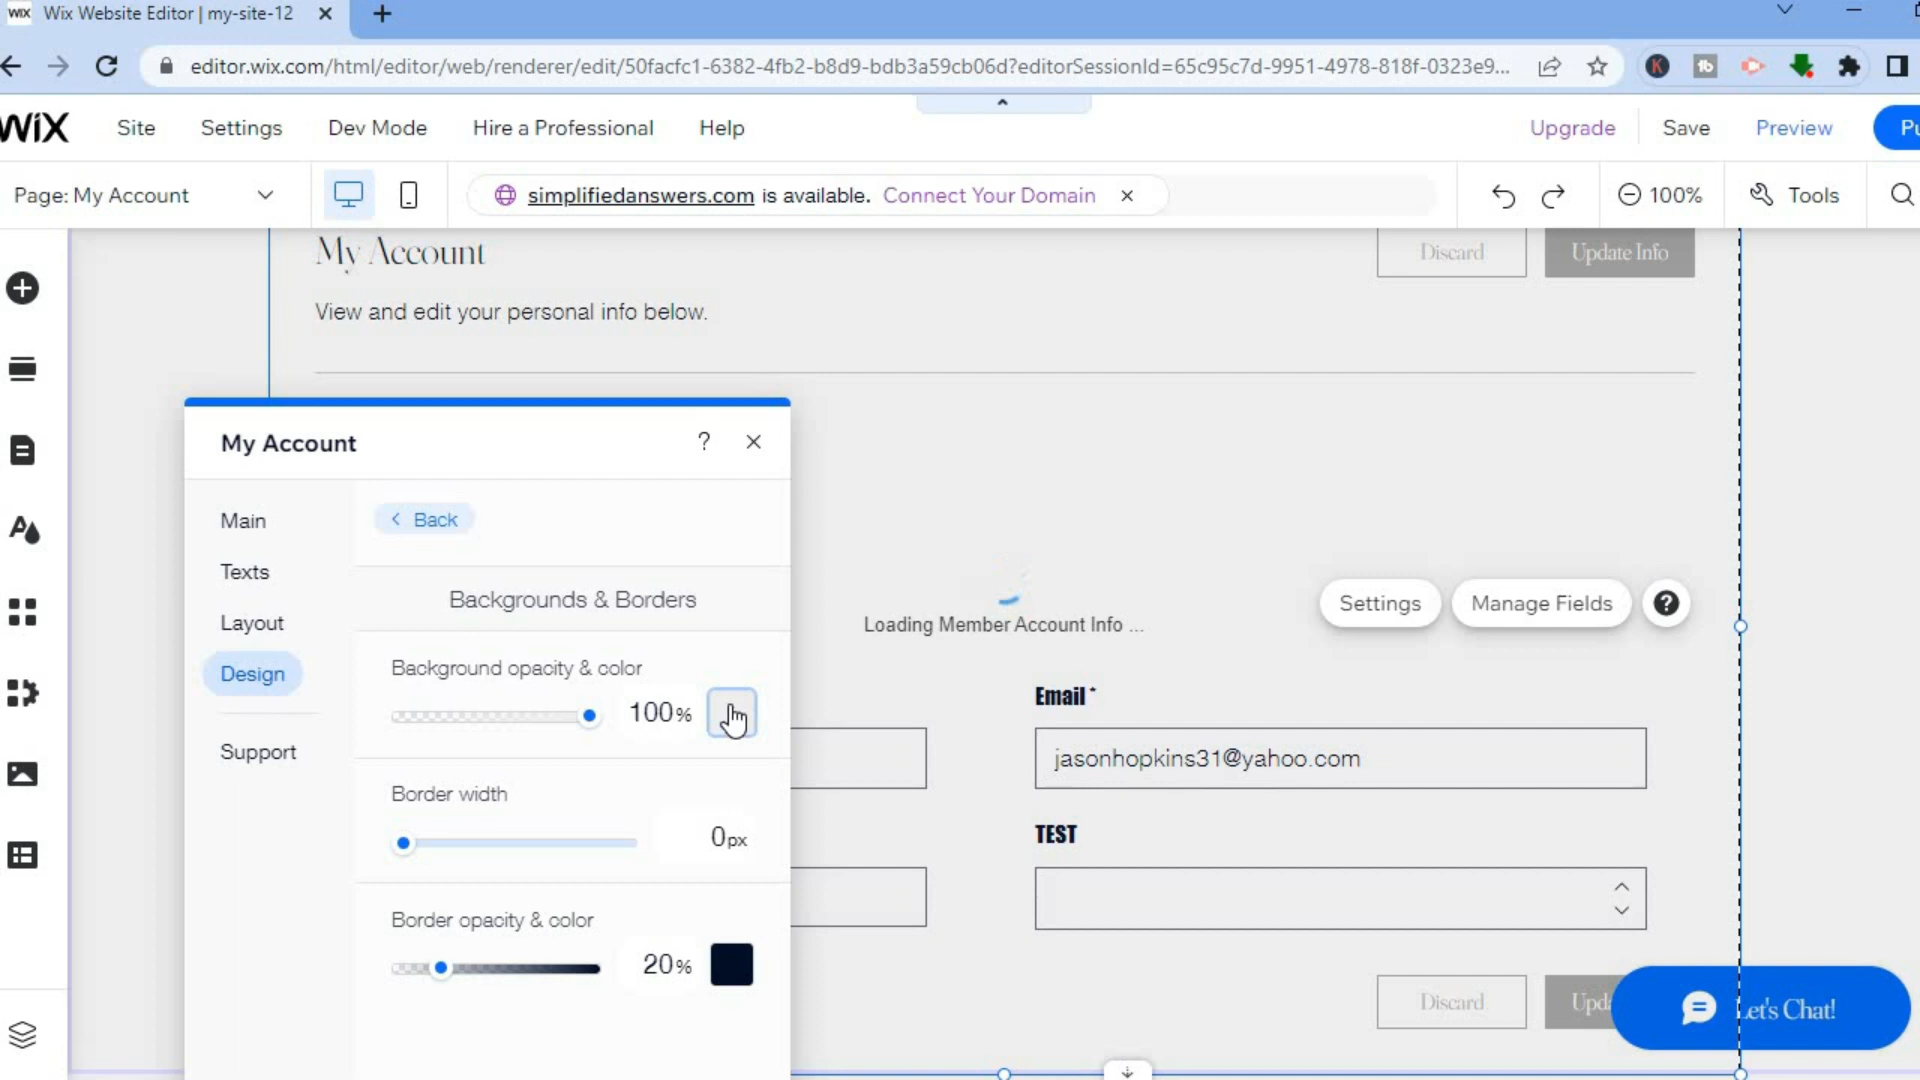 WIX Wix Website Editor | my-site-12
editor.wix.com/html/editor/web/renderer/edit/50facfc1-6382-4fb2-b8d9-bdb3a59cb06d?editorSessionId=65c95c7d-9951-4978-818f-0323e9...
K
tb
WIX Site Settings Dev Mode Hire a Professional Help Upgrade Save Preview Pu
Page: My Account simplifiedanswers.com is available. Connect Your Domain 100% Tools
My Account Discard Update Info
View and edit your personal info below.
My Account ?
Main
Back
Texts
Backgrounds & Borders
Layout
Design
Support
Background opacity & color
100%
Border width
0px
Border opacity & color
20%
Loading Member Account Info ...
Settings Manage Fields ?
Email *
jasonhopkins31@yahoo.com
TEST
Discard Upda
Let's Chat!